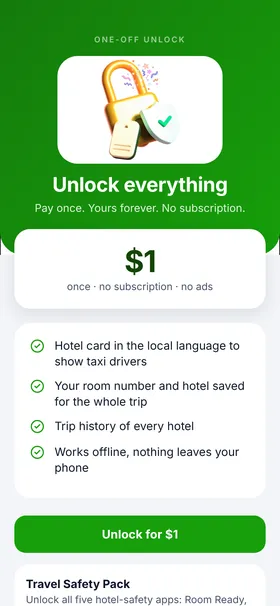 ONE-OFF UNLOCK
Unlock everything
Pay once. Yours forever. No subscription.
$1
once · no subscription · no ads
Hotel card in the local language to
show taxi drivers
Your room number and hotel saved
for the whole trip
Trip history of every hotel
Works offline, nothing leaves your
phone
Unlock for $1
Travel Safety Pack
Unlock all five hotel-safety apps: Room Ready,